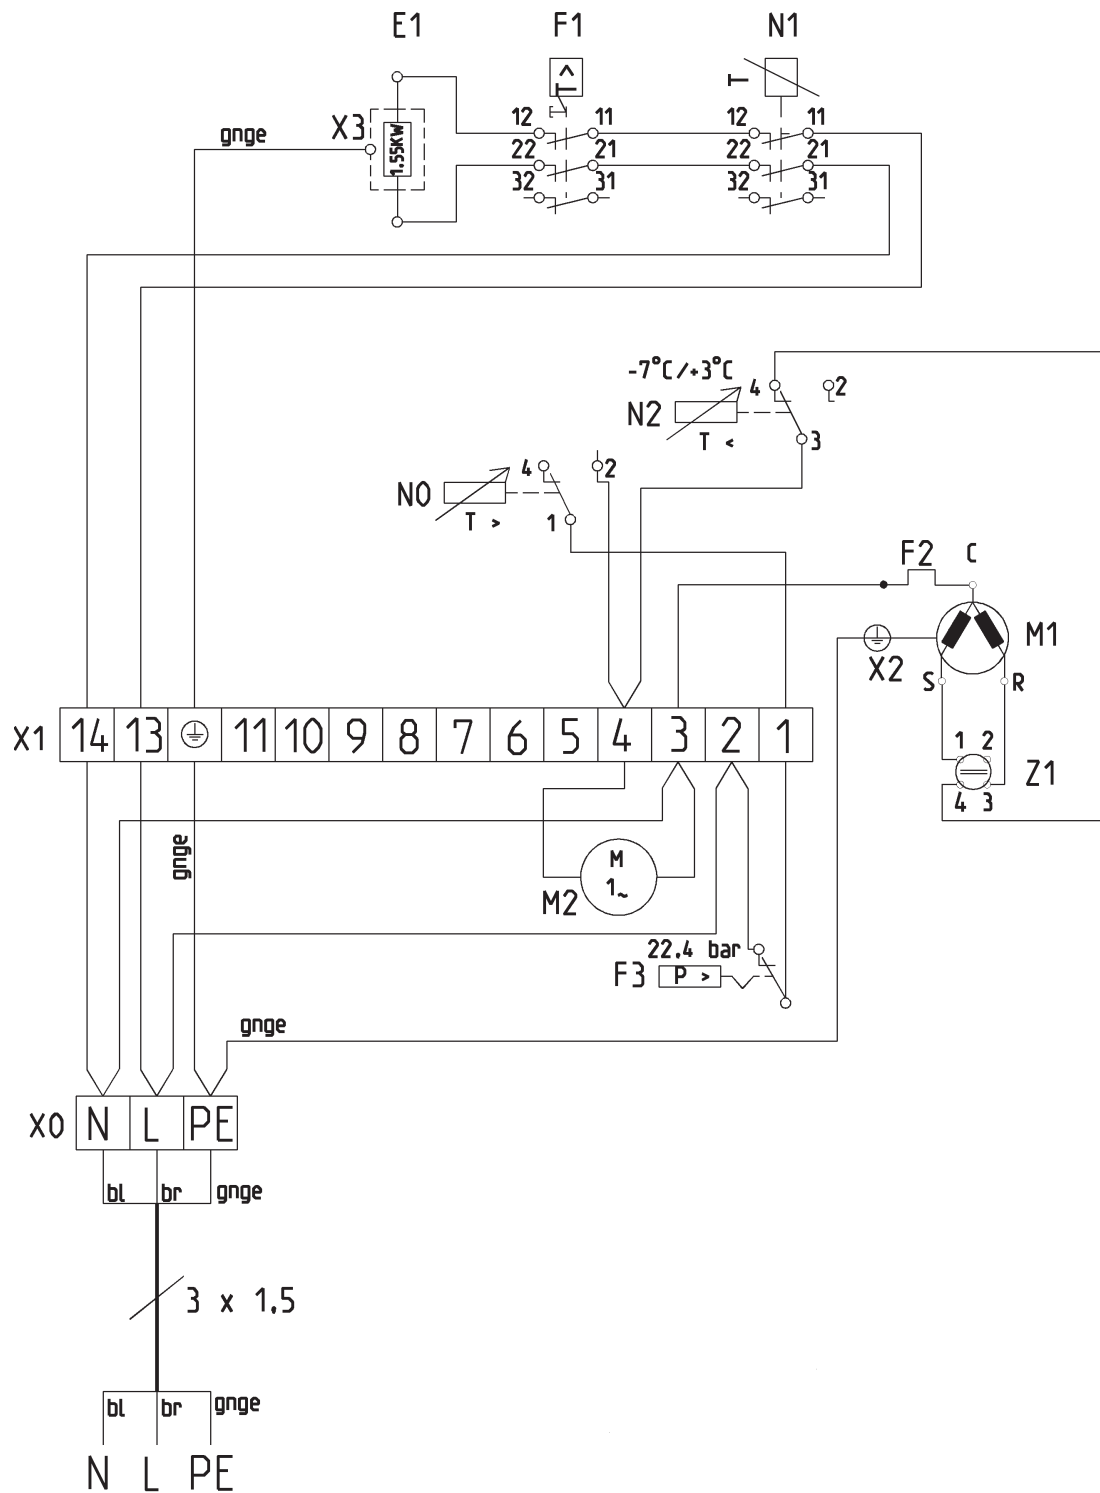 E1 F1 N1
T>
T
X3
1.55KW
gnge
12 11 12 11
22 21 22 21
32 31 32 31
-7°C/+3°C
4 2
N2
T < 3
4 2
N0
T > 1
F2 C
M1
X2
S R
X1 14 13 11 10 9 8 7 6 5 4 3 2 1
1 2
Z1
4 3
gnge
M
1~
M2
22.4 bar
F3 P >
gnge
X0 N L PE
bl br gnge
3 x 1,5
bl br gnge
N L PE